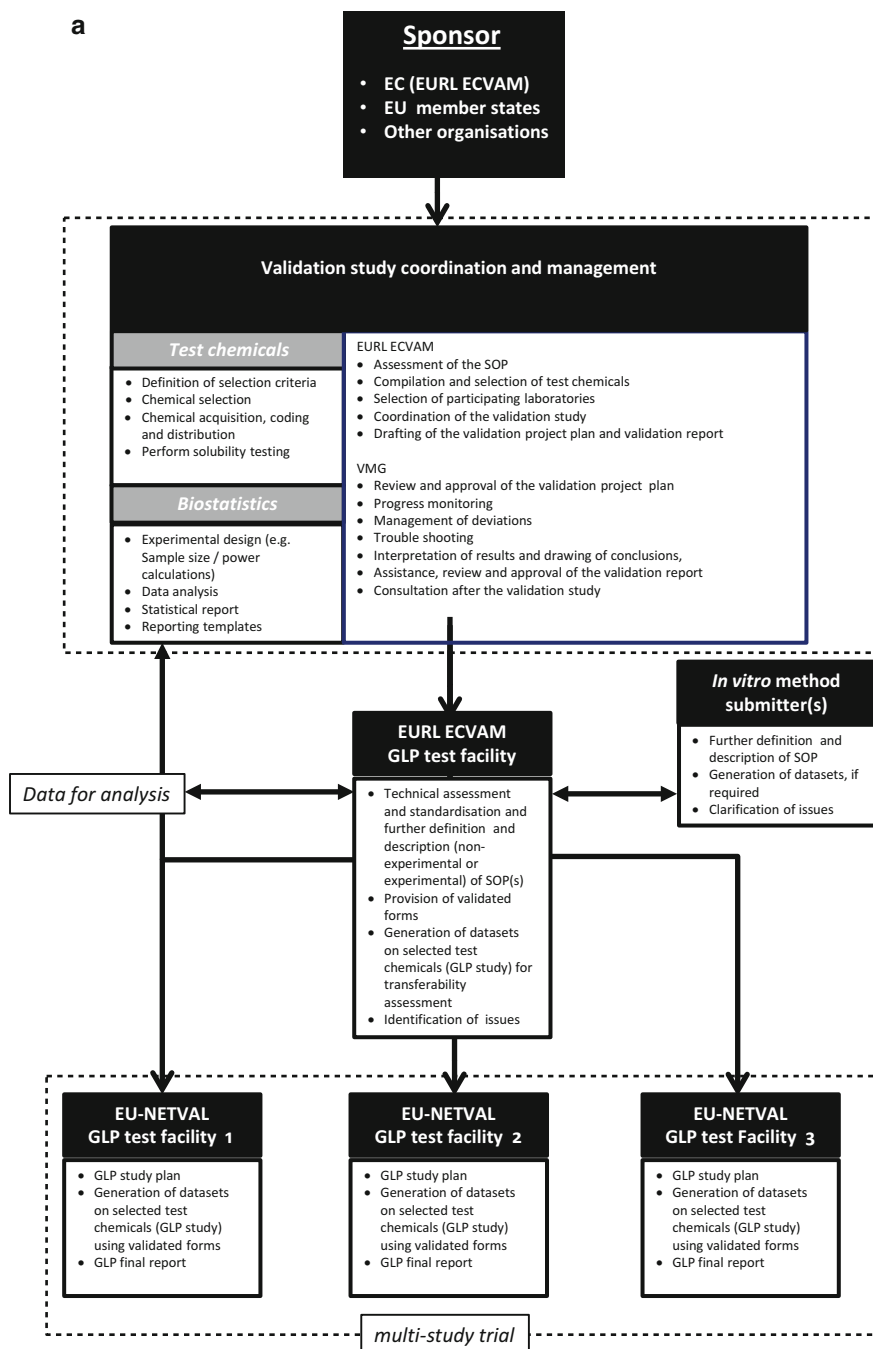 a
Sponsor
• EC (EURL ECVAM)
• EU member states
• Other organisations
Validation study coordination and management
Test chemicals
• Definition of selection criteria
• Chemical selection
• Chemical acquisition, coding
and distribution
• Perform solubility testing
Biostatistics
• Experimental design (e.g.
Sample size / power
calculations)
• Data analysis
• Statistical report
• Reporting templates
EURL ECVAM
• Assessment of the SOP
• Compilation and selection of test chemicals
• Selection of participating laboratories
• Coordination of the validation study
• Drafting of the validation project plan and validation report
VMG
• Review and approval of the validation project plan
• Progress monitoring
• Management of deviations
• Trouble shooting
• Interpretation of results and drawing of conclusions,
• Assistance, review and approval of the validation report
• Consultation after the validation study
In vitro method
submitter(s)
• Further definition and
description of SOP
• Generation of datasets, if
required
• Clarification of issues
EURL ECVAM
GLP test facility
• Technical assessment
and standardisation and
further definition and
description (non-
experimental or
experimental) of SOP(s)
• Provision of validated
forms
• Generation of datasets
on selected test
chemicals (GLP study) for
transferability
assessment
• Identification of issues
Data for analysis
EU-NETVAL
GLP test facility 1
• GLP study plan
• Generation of datasets
on selected test
chemicals (GLP study)
using validated forms
• GLP final report
EU-NETVAL
GLP test facility 2
• GLP study plan
• Generation of datasets
on selected test
chemicals (GLP study)
using validated forms
• GLP final report
EU-NETVAL
GLP test Facility 3
• GLP study plan
• Generation of datasets
on selected test
chemicals (GLP study)
using validated forms
• GLP final report
multi-study trial